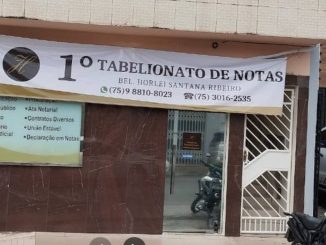 1º TABELIONATO DE NOTAS
BEL. HORLEI SANTANA RIBEIRO
(75)9 8810-8023 (75) 3016-2535
• Ata Notarial
• Contratos Diversos
• União Estável
• Declaração em Notas